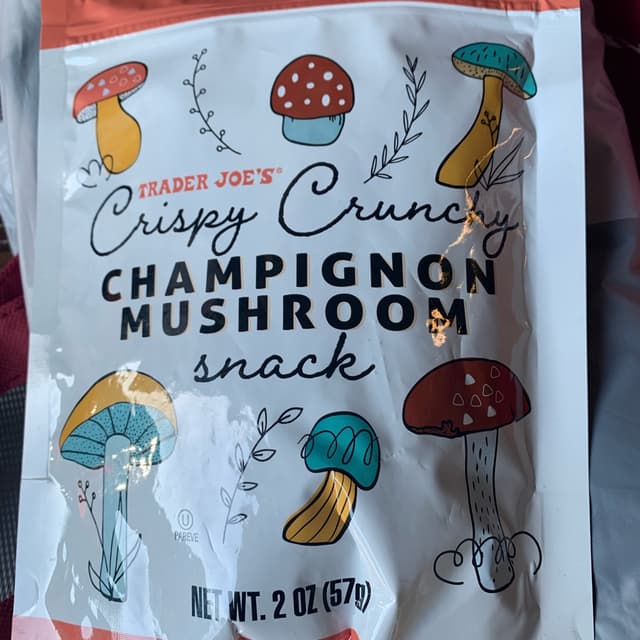 TRADER JOE'S®
Crispy Crunchy
CHAMPIGNON
MUSHROOM
snack
U
PAREVE
NET WT. 2 OZ (57g)